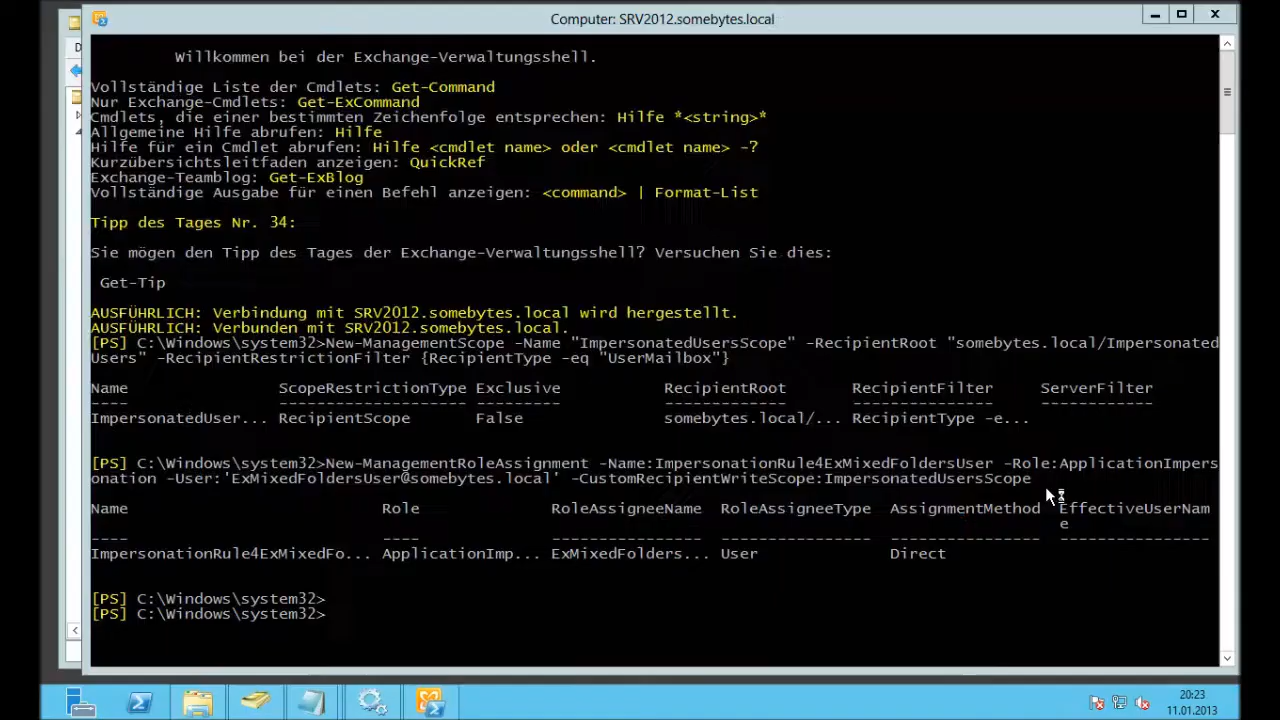 Computer: SRV2012.somebytes.local
Willkommen bei der Exchange-Verwaltungsshell.
Vollständige Liste der Cmdlets: Get-Command
Nur Exchange-Cmdlets: Get-ExCommand
Cmdlets, die einer bestimmten Zeichenfolge entsprechen: Hilfe *<string>*
Allgemeine Hilfe abrufen: Hilfe
Hilfe für ein Cmdlet abrufen: Hilfe <cmdlet name> oder <cmdlet name> -?
Kurzübersichtsleitfaden anzeigen: QuickRef
Exchange-Teamblog: Get-ExBlog
Vollständige Ausgabe für einen Befehl anzeigen: <command> | Format-List
Tipp des Tages Nr. 34:
Sie mögen den Tipp des Tages der Exchange-Verwaltungsshell? Versuchen Sie dies:
Get-Tip
AUSFÜHRLICH: Verbindung mit SRV2012.somebytes.local wird hergestellt.
AUSFÜHRLICH: Verbunden mit SRV2012.somebytes.local.
[PS] C:\Windows\system32>New-ManagementScope -Name "ImpersonatedUsersScope" -RecipientRoot "somebytes.local/Impersonated
Users" -RecipientRestrictionFilter {RecipientType -eq "UserMailbox"}
Name ScopeRestrictionType Exclusive RecipientRoot RecipientFilter ServerFilter
---- -------------------- --------- ------------- --------------- ------------
ImpersonatedUser... RecipientScope False somebytes.local/... RecipientType -e...
[PS] C:\Windows\system32>New-ManagementRoleAssignment -Name:ImpersonationRule4ExMixedFoldersUser -Role:ApplicationImpers
onation -User:'ExMixedFoldersUser@somebytes.local' -CustomRecipientWriteScope:ImpersonatedUsersScope
Name Role RoleAssigneeName RoleAssigneeType AssignmentMethod EffectiveUserNam
e
---- ---- ---------------- ---------------- ---------------- ----------------
ImpersonationRule4ExMixedFo... ApplicationImp... ExMixedFolders... User Direct
[PS] C:\Windows\system32>
[PS] C:\Windows\system32>
20:23
11.01.2013